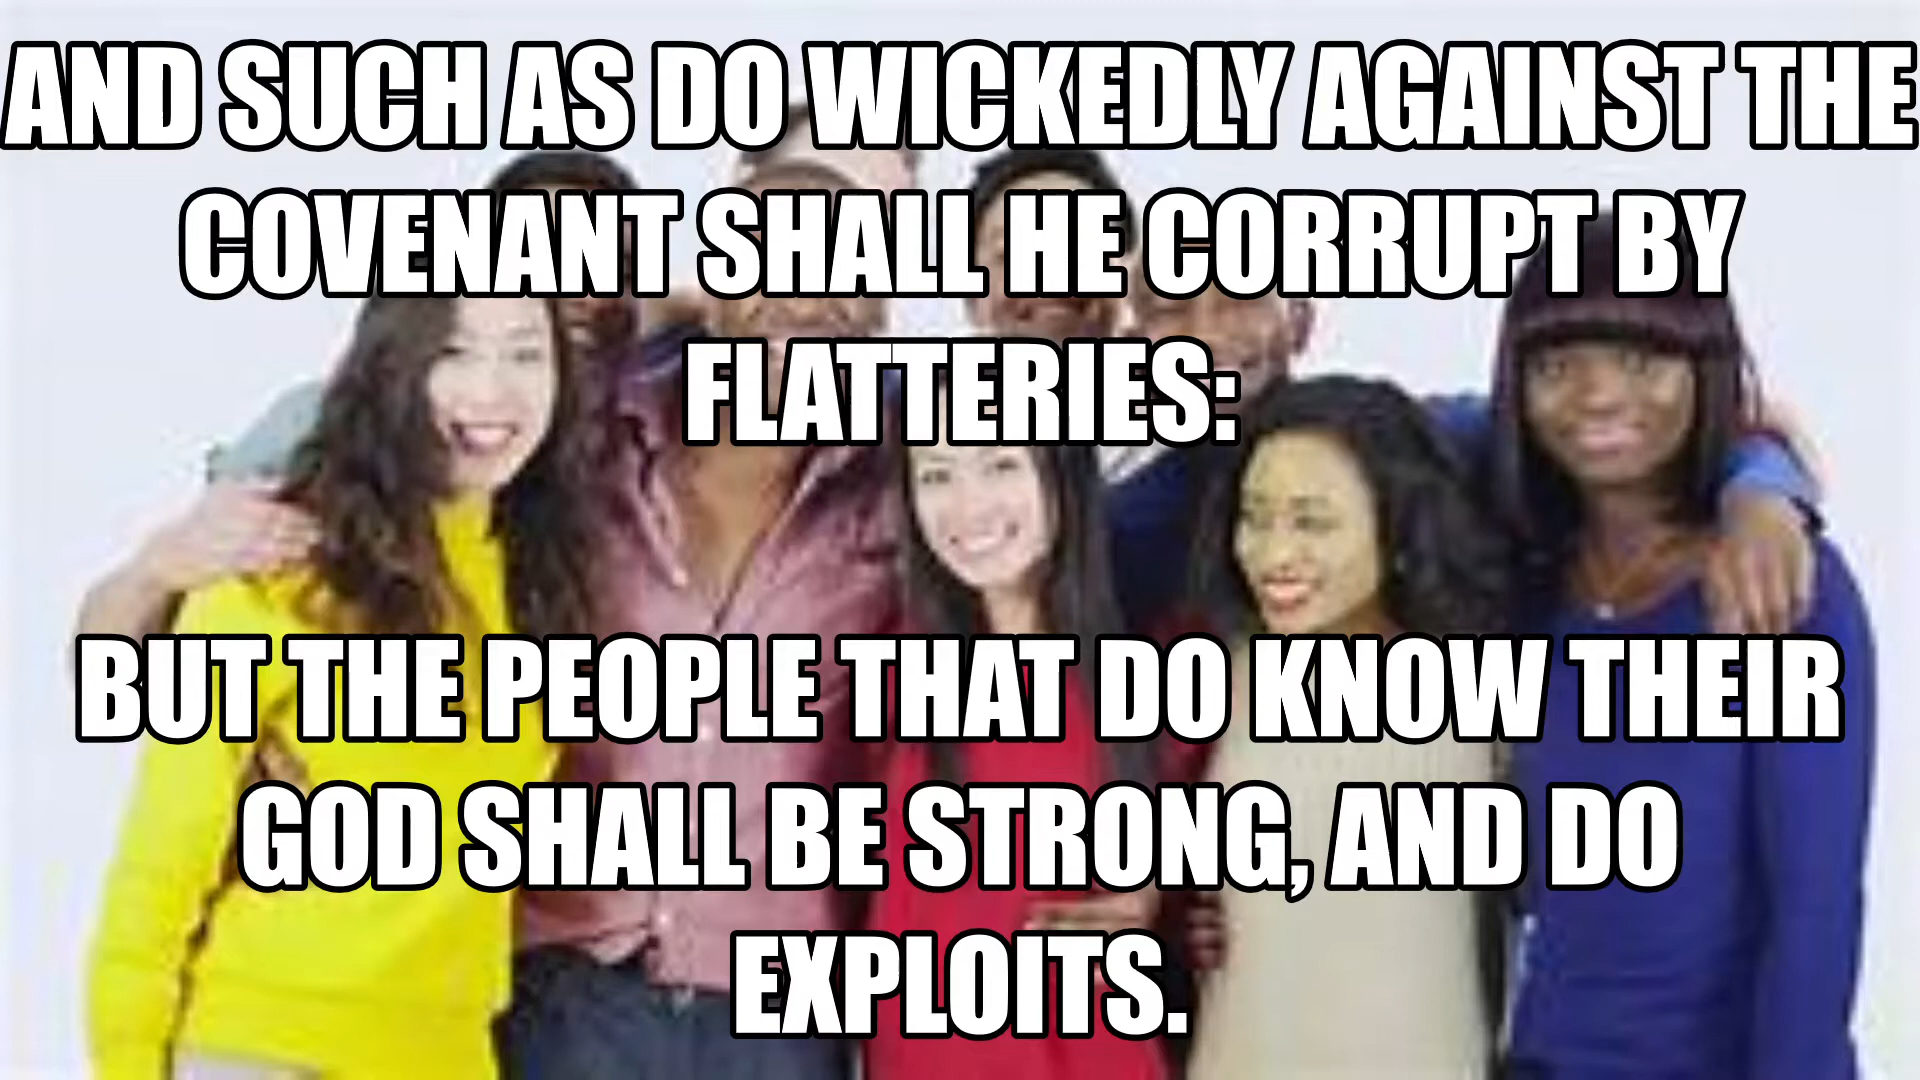 AND SUCH AS DO WICKEDLY AGAINST THE
COVENANT SHALL HE CORRUPT BY
FLATTERIES:
BUT THE PEOPLE THAT DO KNOW THEIR
GOD SHALL BE STRONG, AND DO
EXPLOITS.